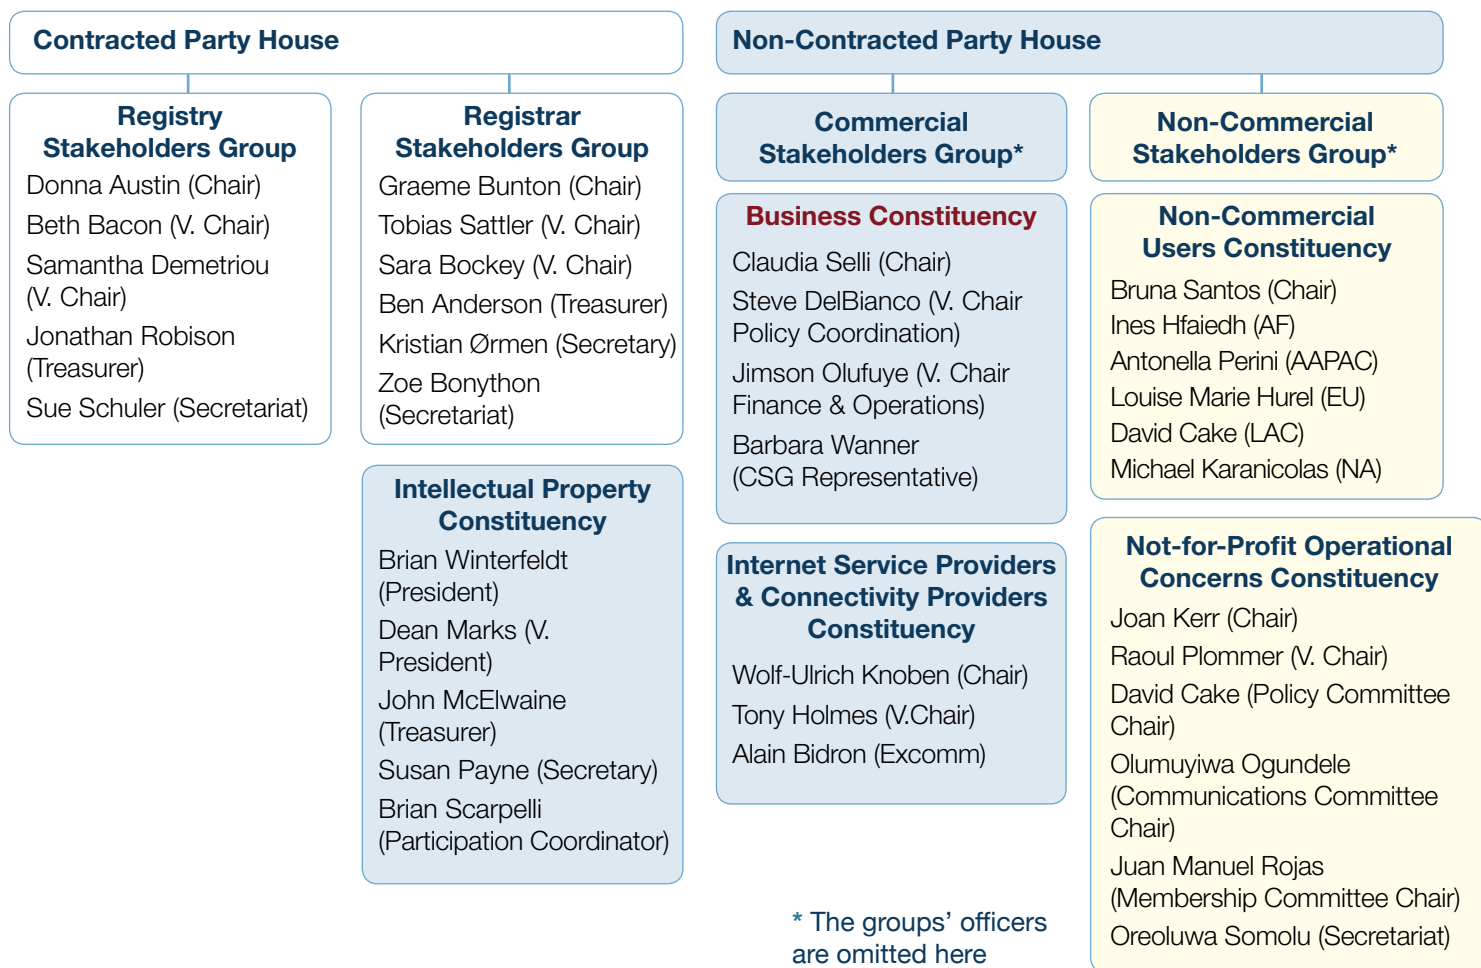 Contracted Party House
Non-Contracted Party House
Registry
Stakeholders Group
Donna Austin (Chair)
Beth Bacon (V. Chair)
Samantha Demetriou
(V. Chair)
Jonathan Robison
(Treasurer)
Sue Schuler (Secretariat)
Registrar
Stakeholders Group
Graeme Bunton (Chair)
Tobias Sattler (V. Chair)
Sara Bockey (V. Chair)
Ben Anderson (Treasurer)
Kristian Ørmen (Secretary)
Zoe Bonython
(Secretariat)
Intellectual Property
Constituency
Brian Winterfeldt
(President)
Dean Marks (V.
President)
John McElwaine
(Treasurer)
Susan Payne (Secretary)
Brian Scarpelli
(Participation Coordinator)
Commercial
Stakeholders Group*
Business Constituency
Claudia Selli (Chair)
Steve DelBianco (V. Chair
Policy Coordination)
Jimson Olufuye (V. Chair
Finance & Operations)
Barbara Wanner
(CSG Representative)
Internet Service Providers
& Connectivity Providers
Constituency
Wolf-Ulrich Knoben (Chair)
Tony Holmes (V.Chair)
Alain Bidron (Excomm)
Non-Commercial
Stakeholders Group*
Non-Commercial
Users Constituency
Bruna Santos (Chair)
Ines Hfaiedh (AF)
Antonella Perini (AAPAC)
Louise Marie Hurel (EU)
David Cake (LAC)
Michael Karanicolas (NA)
Not-for-Profit Operational
Concerns Constituency
Joan Kerr (Chair)
Raoul Plommer (V. Chair)
David Cake (Policy Committee
Chair)
Olumuyiwa Ogundele
(Communications Committee
Chair)
Juan Manuel Rojas
(Membership Committee Chair)
Oreoluwa Somolu (Secretariat)
* The groups’ officers
are omitted here